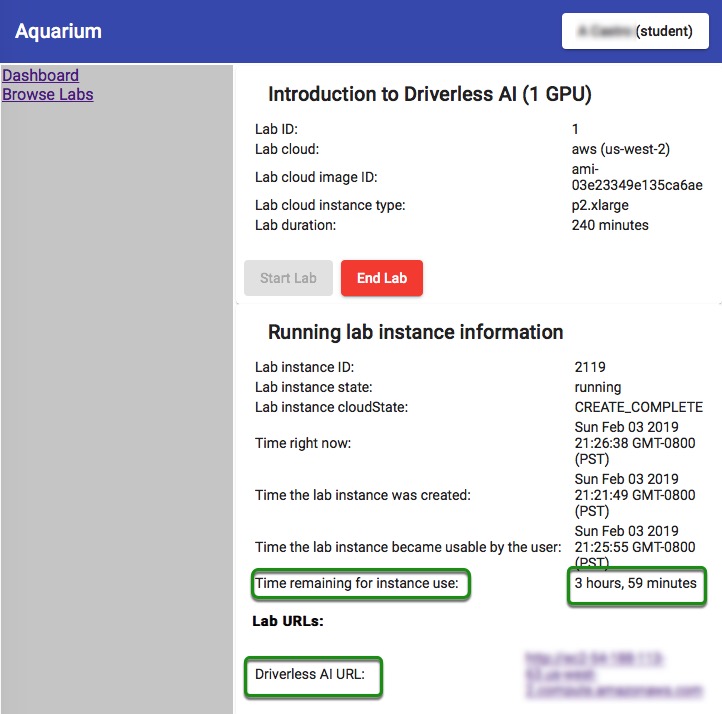 Aquarium
(student)
Dashboard
Browse Labs
Introduction to Driverless AI (1 GPU)
Lab ID: 1
Lab cloud: aws (us-west-2)
Lab cloud image ID: ami-
03e23349e135ca6ae
Lab cloud instance type: p2.xlarge
Lab duration: 240 minutes
Start Lab End Lab
Running lab instance information
Lab instance ID: 2119
Lab instance state: running
Lab instance cloudState: CREATE_COMPLETE
Time right now: Sun Feb 03 2019
21:26:38 GMT-0800
(PST)
Time the lab instance was created: Sun Feb 03 2019
21:21:49 GMT-0800
(PST)
Time the lab instance became usable by the user: Sun Feb 03 2019
21:25:55 GMT-0800
(PST)
Time remaining for instance use: 3 hours, 59 minutes
Lab URLs:
Driverless AI URL: